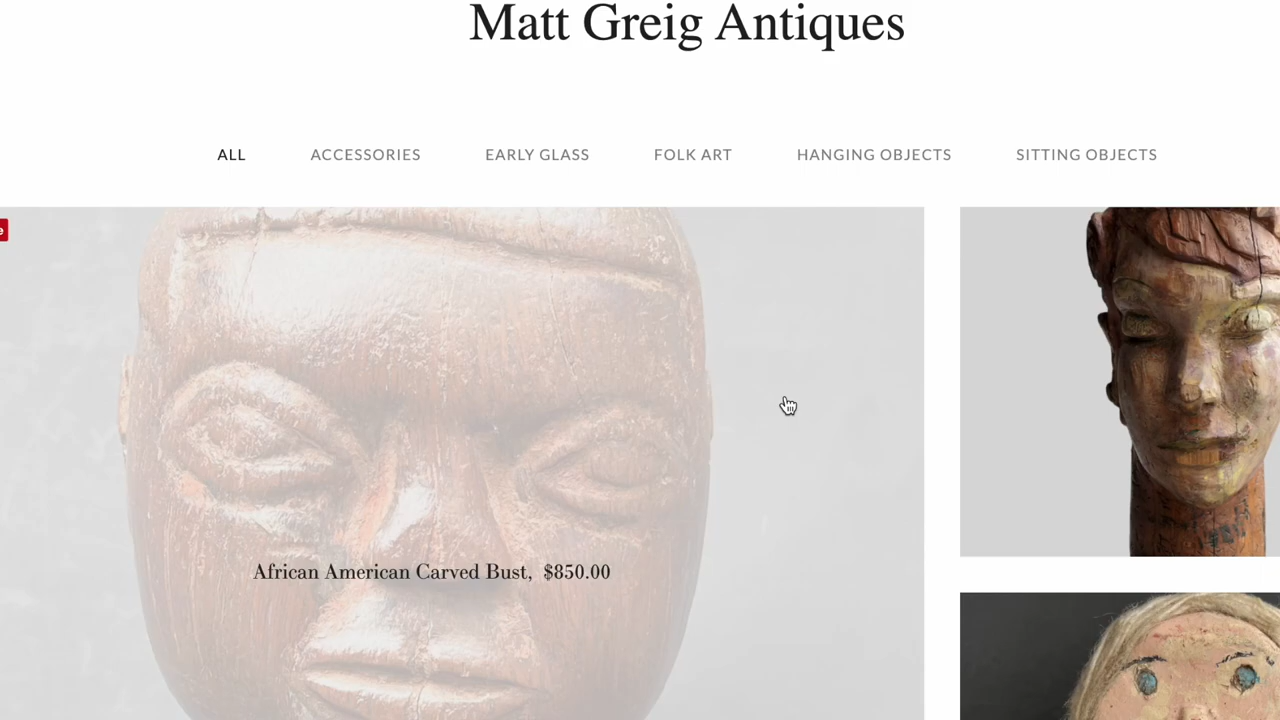 Matt Greig Antiques
ALL ACCESSORIES EARLY GLASS FOLK ART HANGING OBJECTS SITTING OBJECTS
African American Carved Bust, $850.00